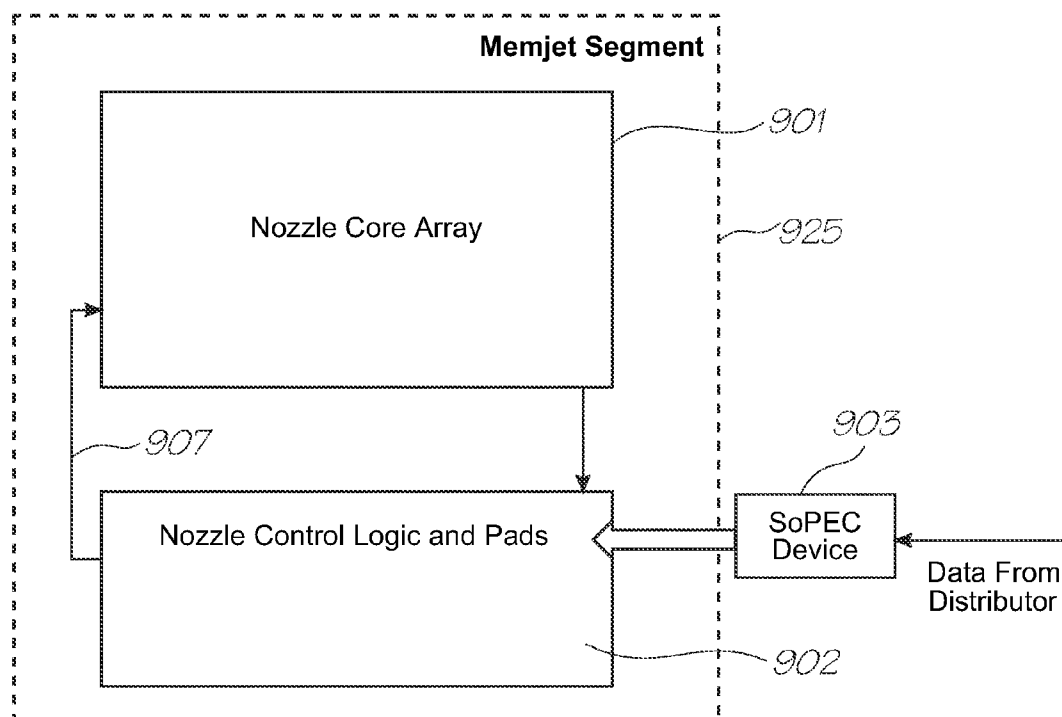 Memjet Segment
901
Nozzle Core Array
925
907
903
Nozzle Control Logic and Pads
SoPEC
Device
Data From
Distributor
902